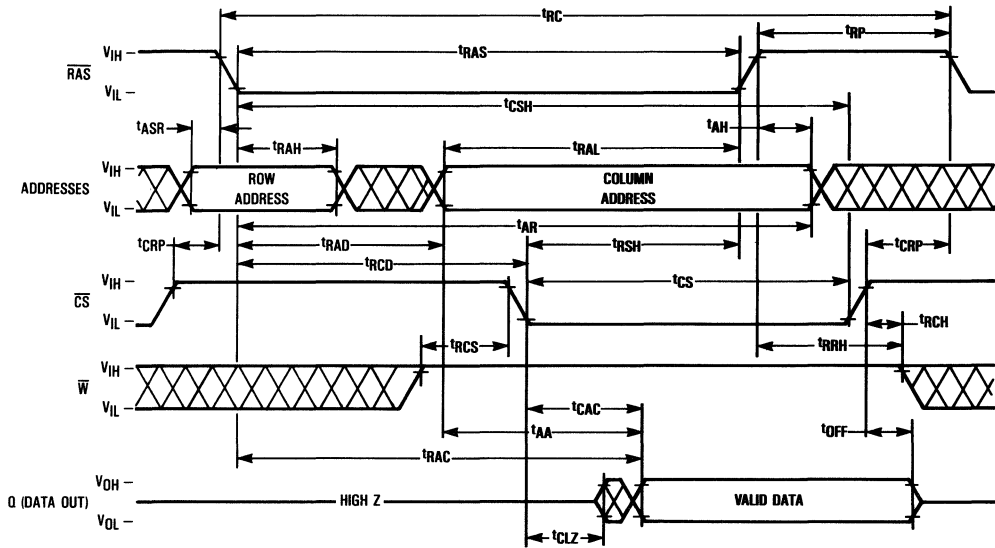 tRC
tRP
tRAS
VIH
RAS
VIL
tCSH
tASR
tAH
tRAH
tRAL
VIH
ADDRESSES
ROW ADDRESS
COLUMN ADDRESS
VIL
tAR
tCRP
tRAD
tRSH
tCRP
tRCD
VIH
CS
tCS
VIL
tRCH
tRCS
tRRH
VIH
W
VIL
tCAC
tAA
tOFF
tRAC
VOH
Q (DATA OUT)
HIGH Z
VALID DATA
VOL
tCLZ